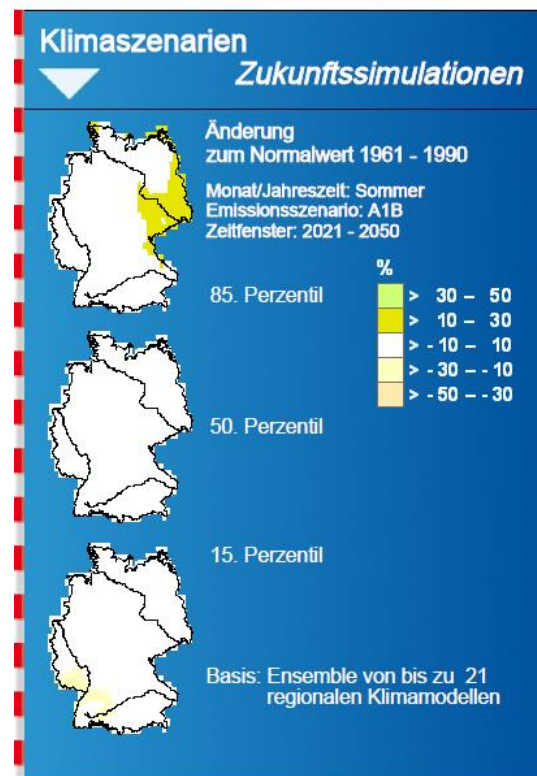 Klimaszenarien
Zukunftssimulationen
Änderung
zum Normalwert 1961 - 1990
Monat/Jahreszeit: Sommer
Emissionsszenario: A1B
Zeitfenster: 2021 - 2050
%
> 30 – 50
> 10 – 30
> - 10 – 10
> - 30 – - 10
> - 50 – - 30
85. Perzentil
50. Perzentil
15. Perzentil
Basis: Ensemble von bis zu 21
regionalen Klimamodellen